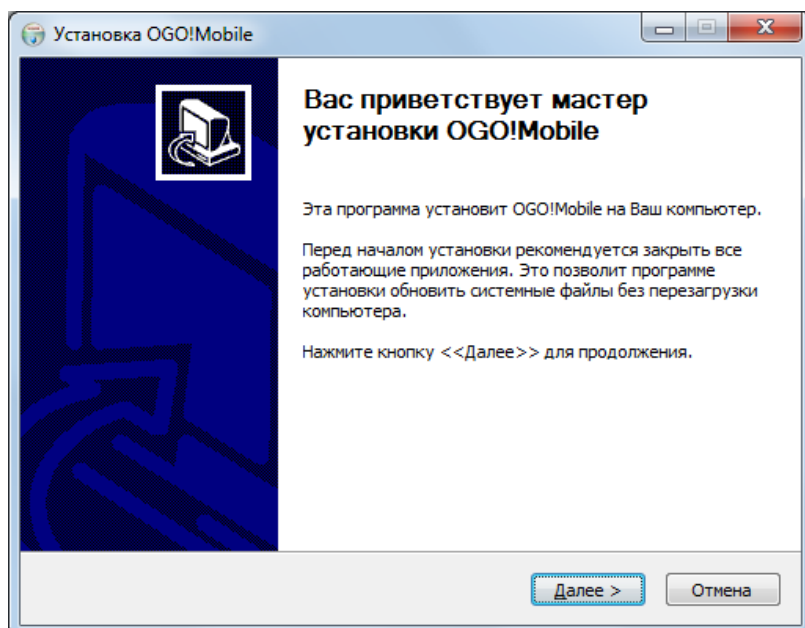 Установка OGO!Mobile
Вас приветствует мастер
установки OGO!Mobile
Эта программа установит OGO!Mobile на Ваш компьютер.
Перед началом установки рекомендуется закрыть все
работающие приложения. Это позволит программе
установки обновить системные файлы без перезагрузки
компьютера.
Нажмите кнопку <<Далее>> для продолжения.
Далее >
Отмена